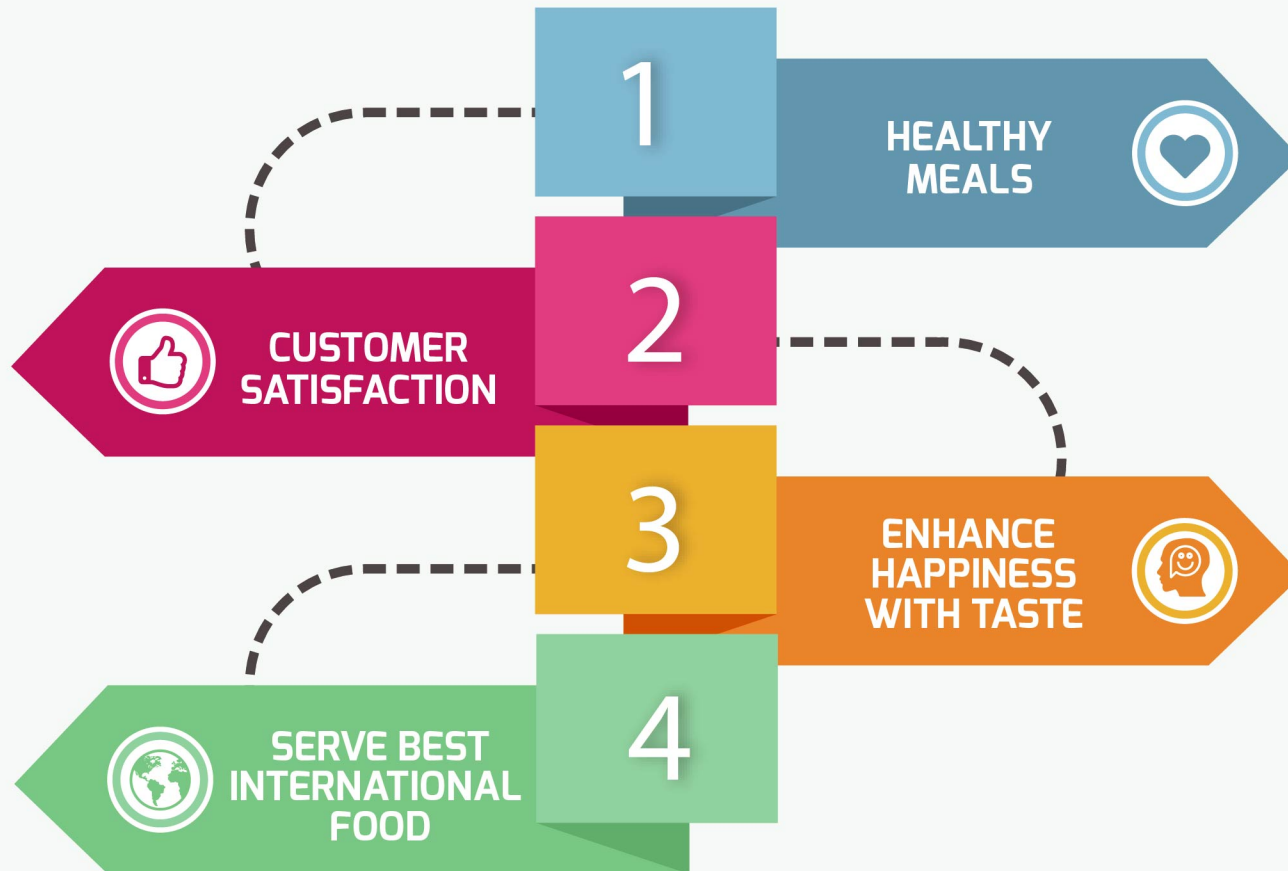 1
HEALTHY
MEALS
2
CUSTOMER
SATISFACTION
3
ENHANCE
HAPPINESS
WITH TASTE
4
SERVE BEST
INTERNATIONAL
FOOD